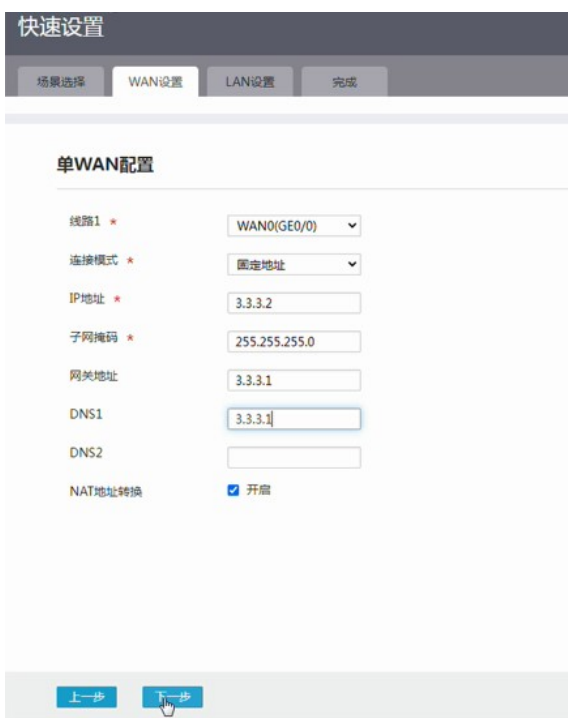 快速设置
场景选择 WAN设置 LAN设置 完成
单WAN配置
线路1 * WAN0(GE0/0)
连接模式 * 固定地址
IP地址 * 3.3.3.2
子网掩码 * 255.255.255.0
网关地址 3.3.3.1
DNS1 3.3.3.1
DNS2
NAT地址转换 开启
上一步 下一步